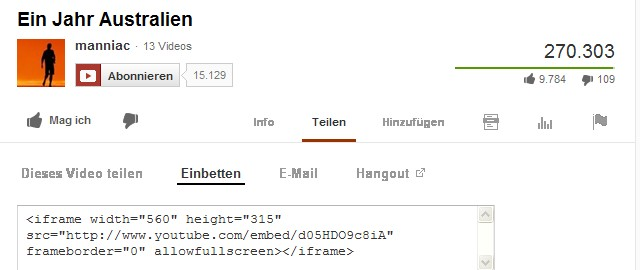 Ein Jahr Australien
manniac · 13 Videos
Abonnieren 15.129
270.303
9.784 109
Mag ich
Info Teilen Hinzufügen
Dieses Video teilen Einbetten E-Mail Hangout
<iframe width="560" height="315"
src="http://www.youtube.com/embed/d05HDO9c8iA"
frameborder="0" allowfullscreen></iframe>